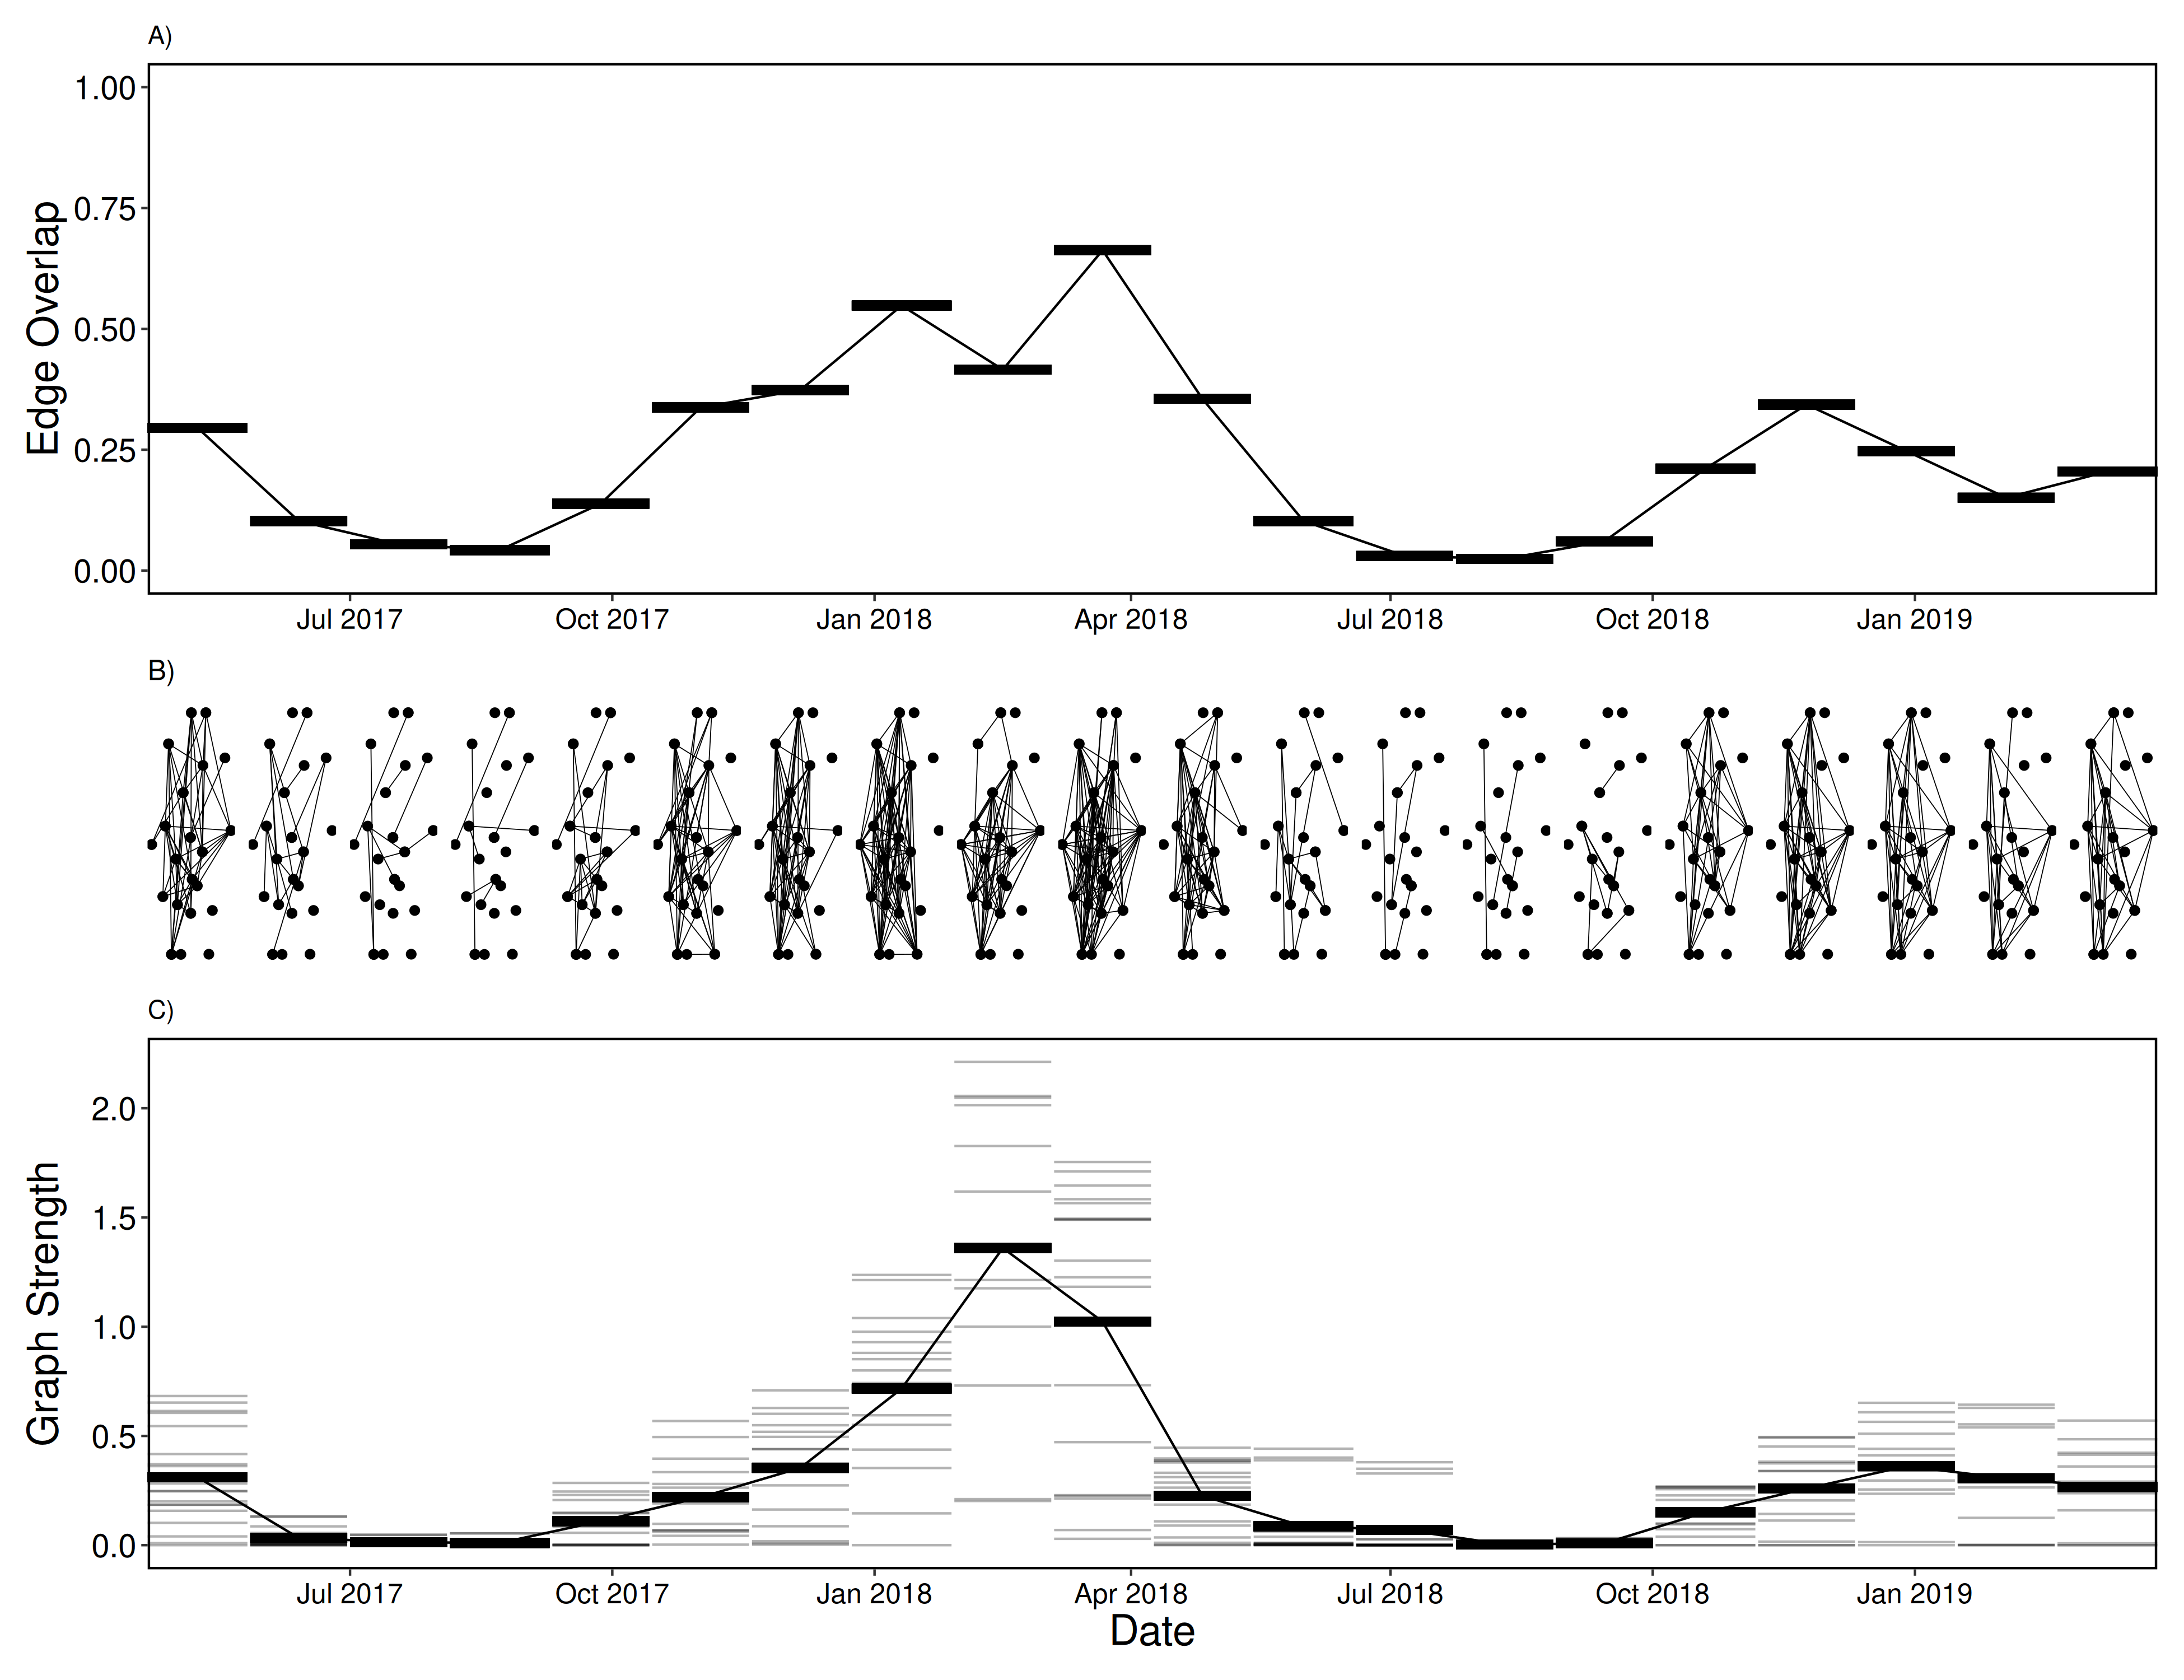 A)
1.00
0.75
0.50
0.25
0.00
Edge Overlap
Jul 2017 Oct 2017 Jan 2018 Apr 2018 Jul 2018 Oct 2018 Jan 2019
B)
C)
2.0
1.5
1.0
0.5
0.0
Graph Strength
Jul 2017 Oct 2017 Jan 2018 Apr 2018 Jul 2018 Oct 2018 Jan 2019
Date